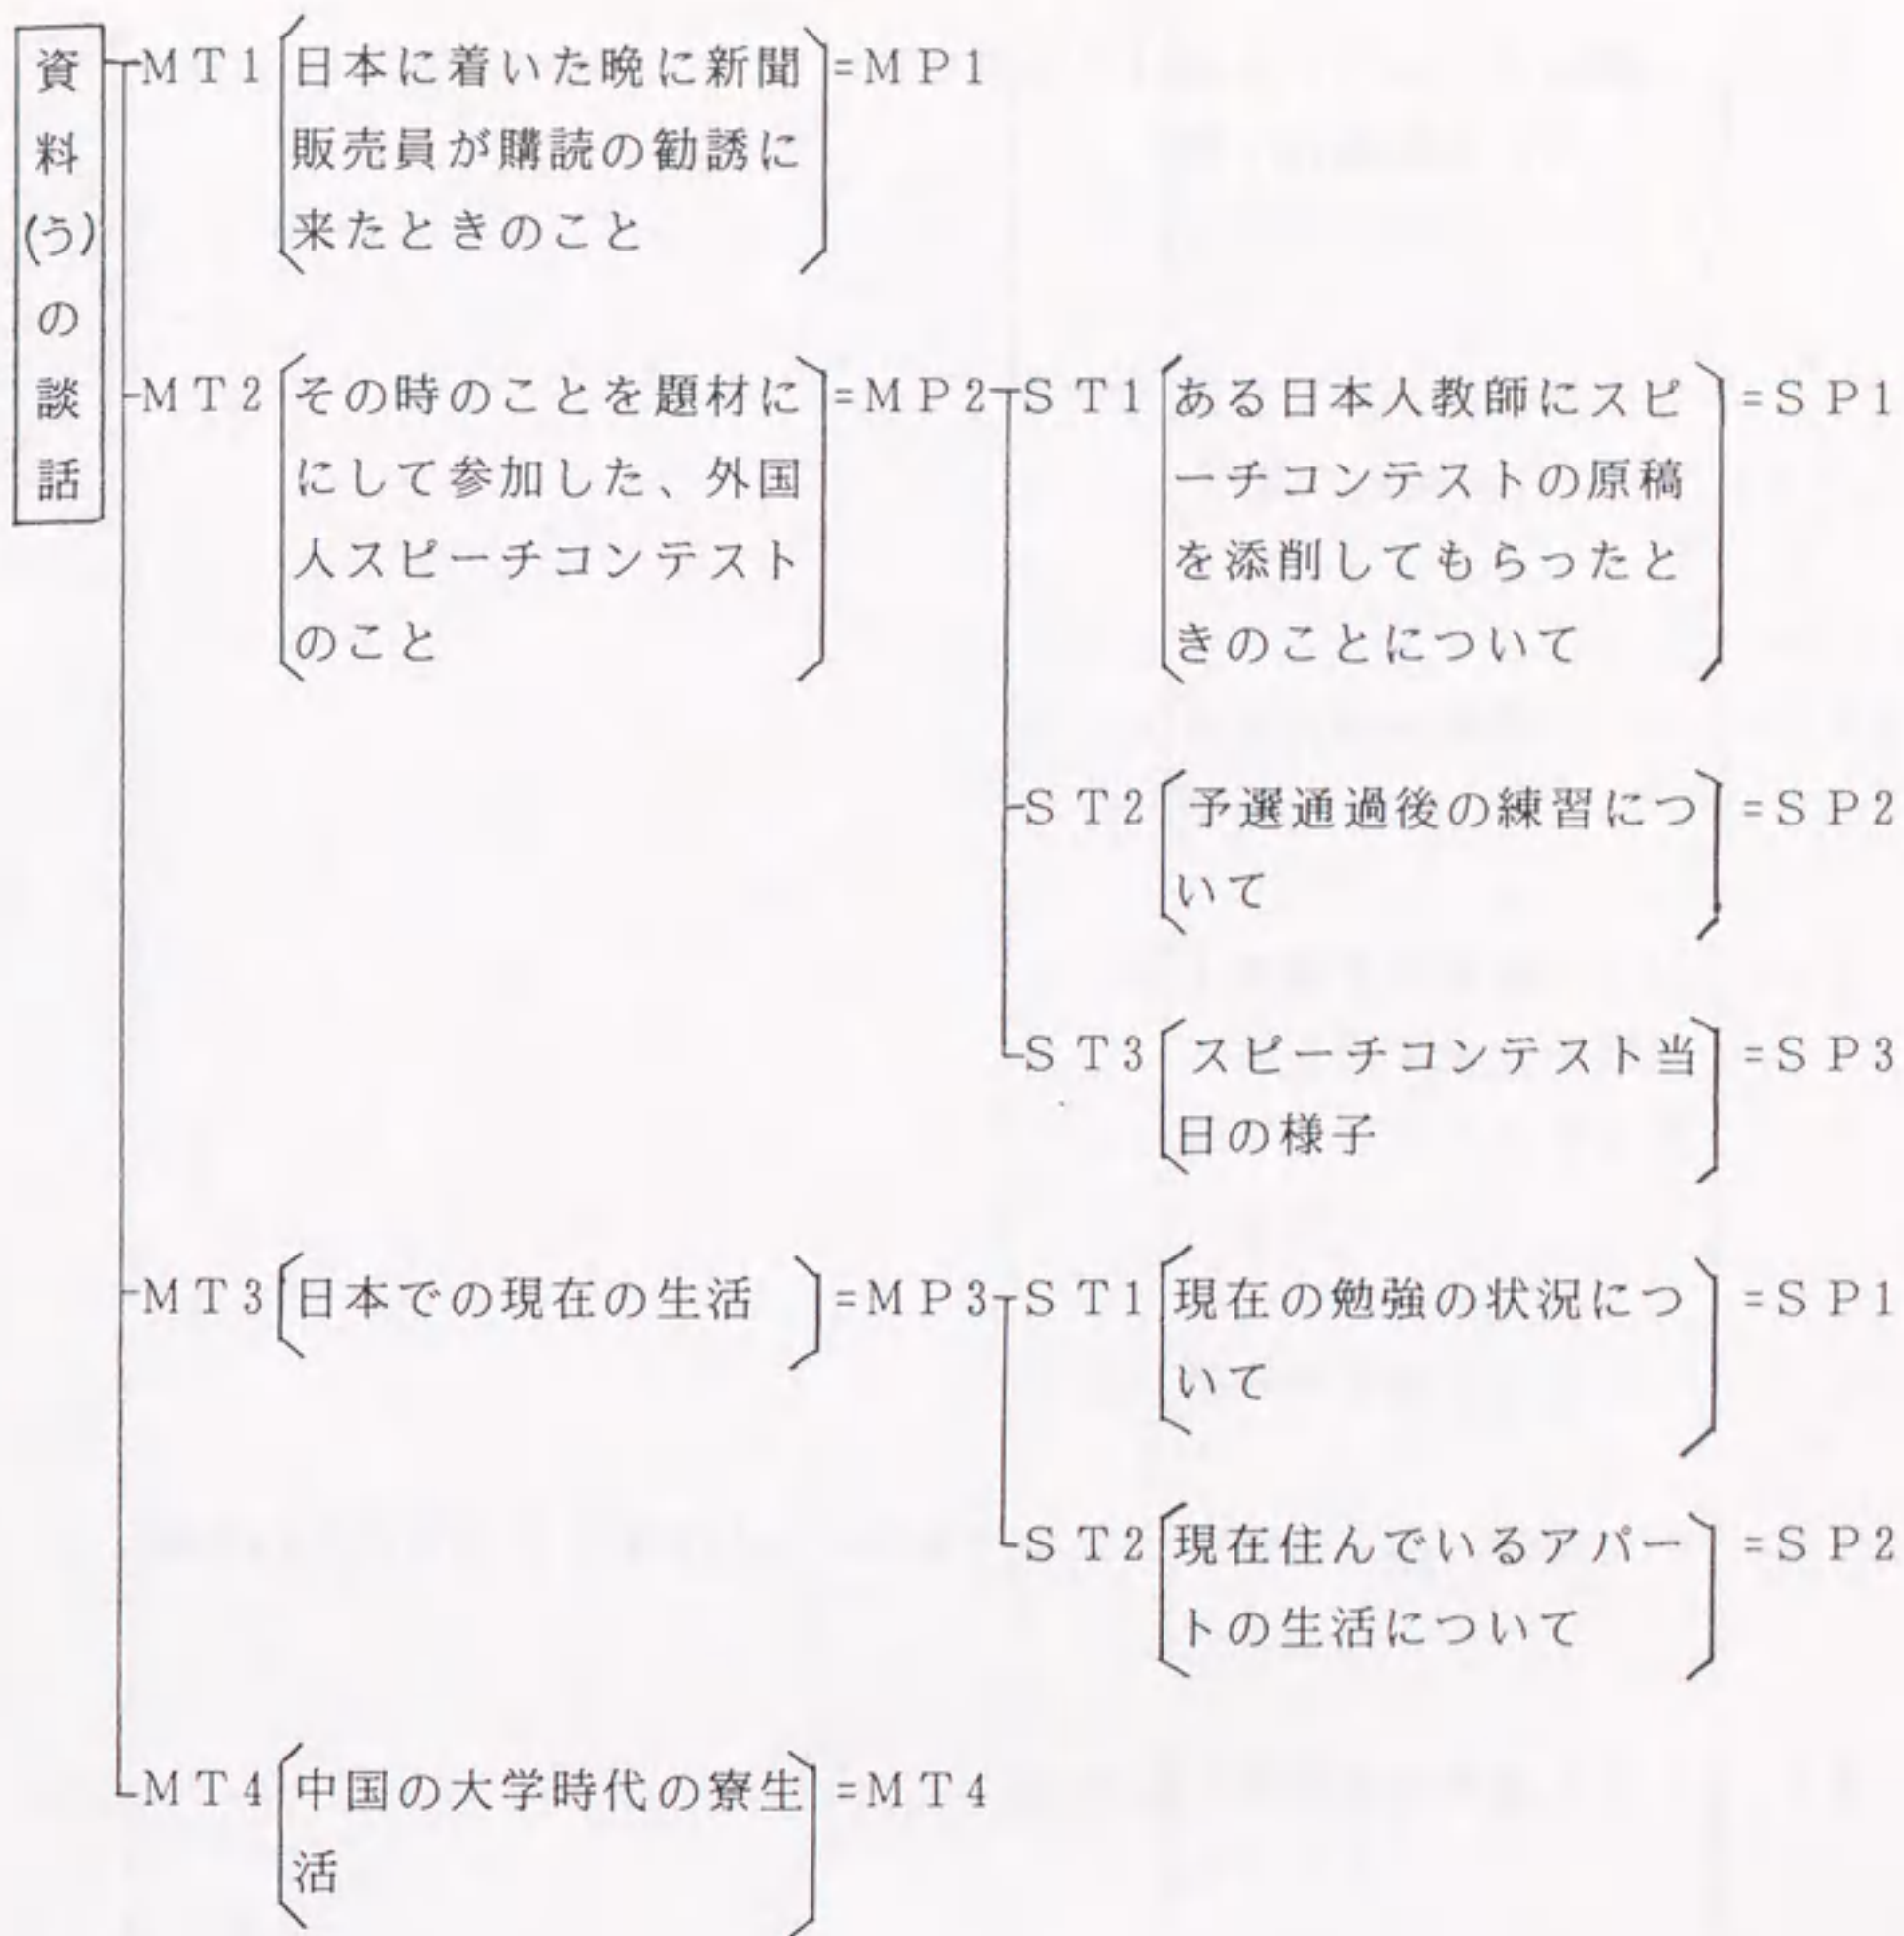 資料(う)の談話
MT1 日本に着いた晩に新聞 =MP1
販売員が購読の勧誘に
来たときのこと
MT2 その時のことを題材に =MP2
にして参加した、外国
人スピーチコンテスト
のこと
ST1 ある日本人教師にスピ =SP1
ーチコンテストの原稿
を添削してもらったと
きのことについて
ST2 予選通過後の練習につ =SP2
いて
ST3 スピーチコンテスト当 =SP3
日の様子
MT3 日本での現在の生活 =MP3
ST1 現在の勉強の状況につ =SP1
いて
ST2 現在住んでいるアパー =SP2
トの生活について
MT4 中国の大学時代の寮生 =MT4
活